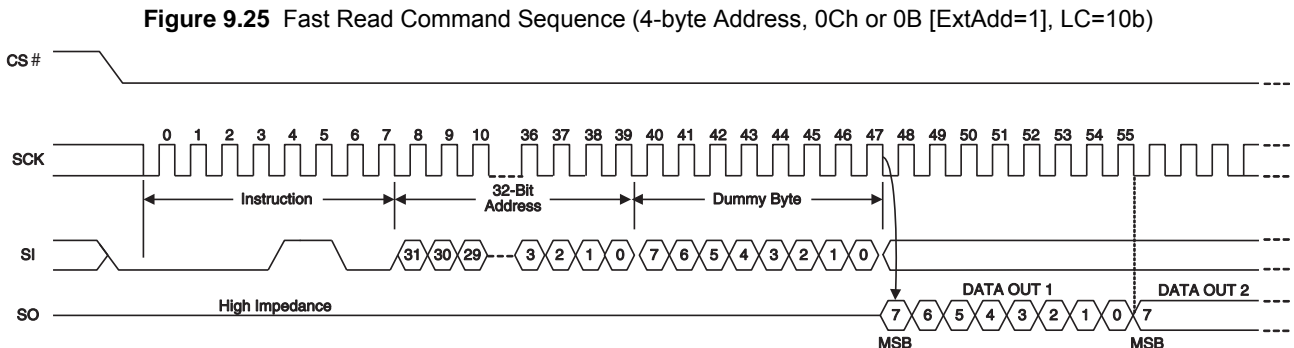 Figure 9.25 Fast Read Command Sequence (4-byte Address, 0Ch or 0B [ExtAdd=1], LC=10b)
CS #
0 1 2 3 4 5 6 7 8 9 10 36 37 38 39 40 41 42 43 44 45 46 47 48 49 50 51 52 53 54 55
SCK
Instruction 32-Bit Address Dummy Byte
SI 31 30 29 3 2 1 0 7 6 5 4 3 2 1 0
DATA OUT 1 DATA OUT 2
High Impedance
SO 7 6 5 4 3 2 1 0 7
MSB MSB